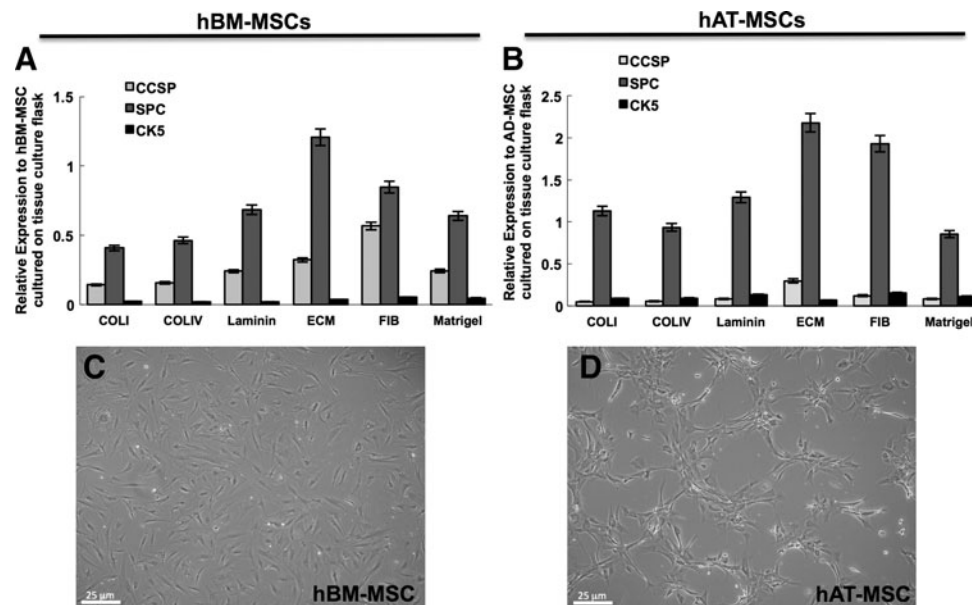 hBM-MSCs
hAT-MSCs
A
CCSP
SPC
CK5
Relative Expression to hBM-MSC
cultured on tissue culture flask
1.5
1
0.5
0
COLI COLIV Laminin ECM FIB Matrigel
B
CCSP
SPC
CK5
Relative Expression to AD-MSC
cultured on tissue culture flask
2.5
2
1.5
1
0.5
0
COLI COLIV Laminin ECM FIB Matrigel
C
25 µm
hBM-MSC
D
25 µm
hAT-MSC